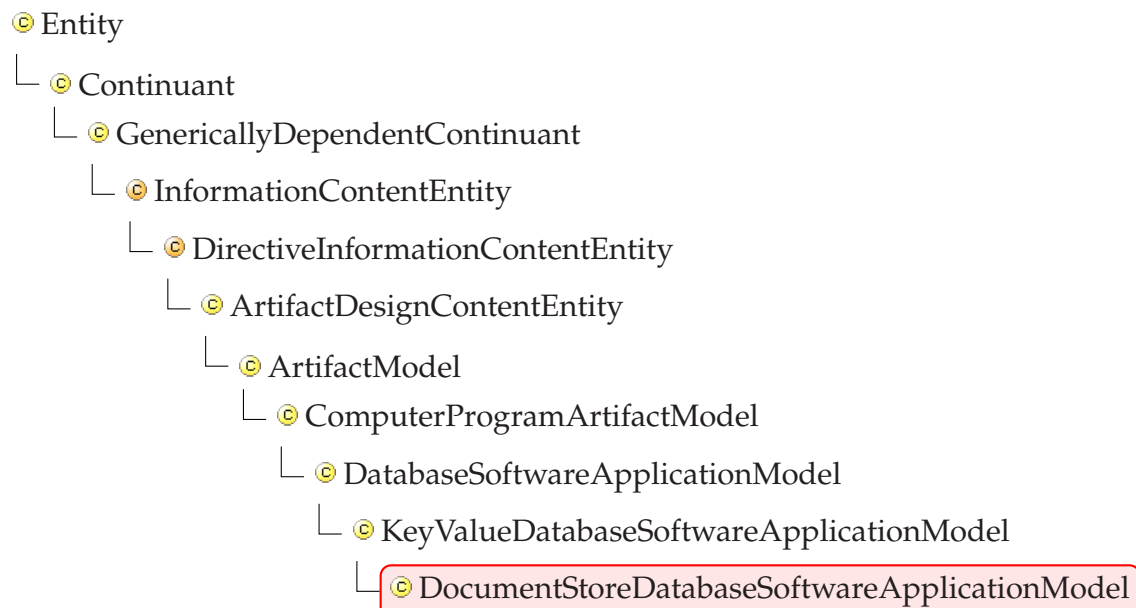 Entity
Continuant
GenericallyDependentContinuant
InformationContentEntity
DirectiveInformationContentEntity
ArtifactDesignContentEntity
ArtifactModel
ComputerProgramArtifactModel
DatabaseSoftwareApplicationModel
KeyValueDatabaseSoftwareApplicationModel
DocumentStoreDatabaseSoftwareApplicationModel